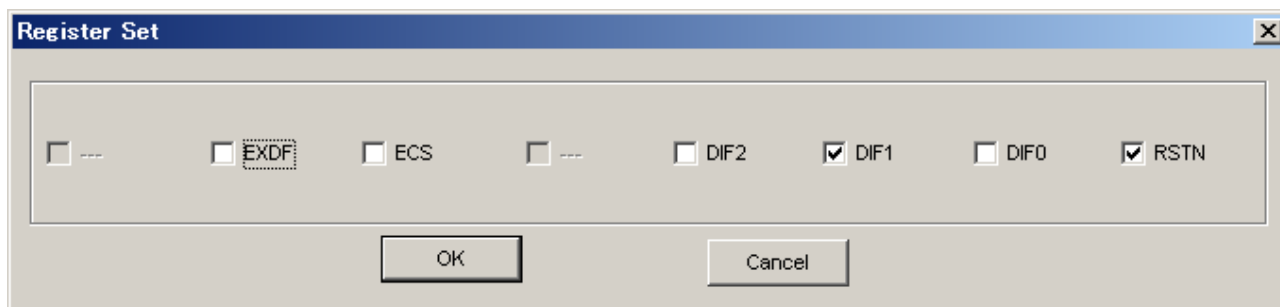 Register Set
--- EXDF ECS --- DIF2 DIF1 DIF0 RSTN
OK Cancel